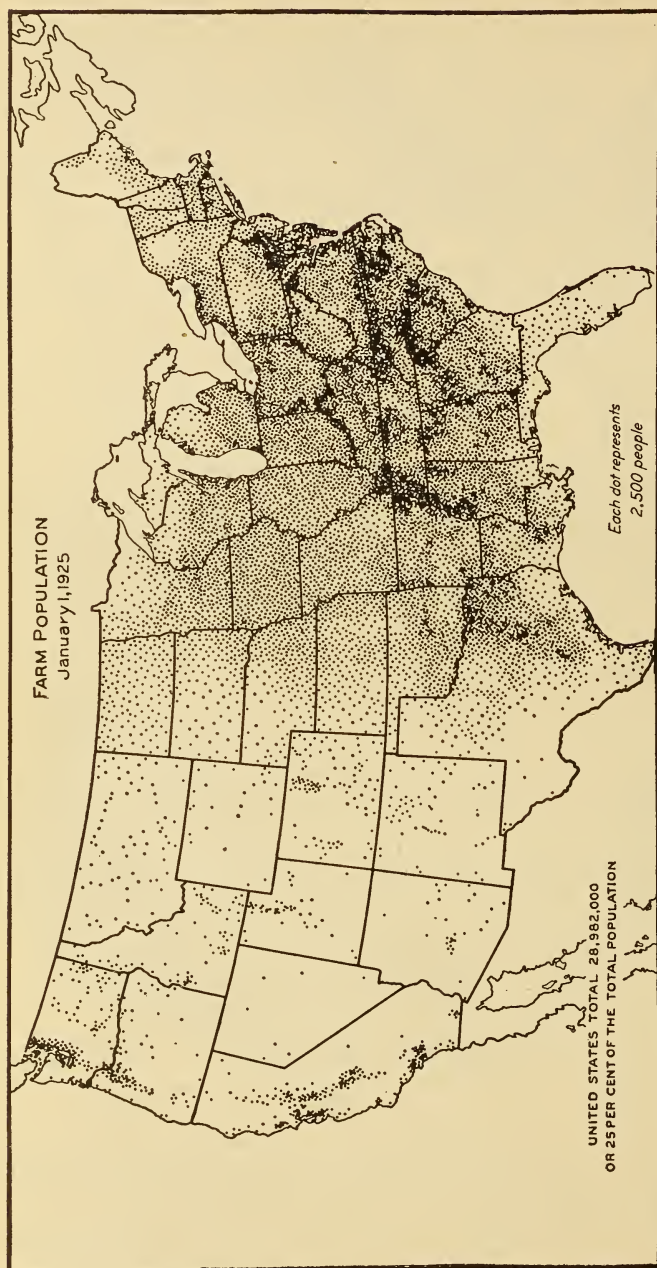 FARM POPULATION
January 1, 1925
Each dot represents
2,500 people
UNITED STATES TOTAL 28,982,000
OR 25 PER CENT OF THE TOTAL POPULATION